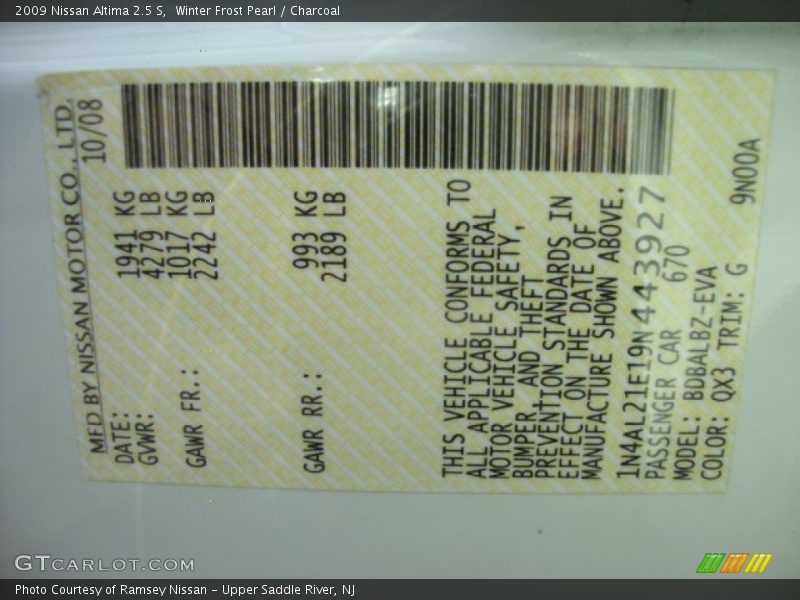 2009 Nissan Altima 2.5 S,  Winter Frost Pearl / Charcoal
MFD BY NISSAN MOTOR CO., LTD.
DATE: 10/08
GVWR: 1941 KG
4279 LB
GAWR FR.: 1017 KG
2242 LB
GAWR RR.: 993 KG
2189 LB
THIS VEHICLE CONFORMS TO
ALL APPLICABLE FEDERAL
MOTOR VEHICLE SAFETY,
BUMPER, AND THEFT
PREVENTION STANDARDS IN
EFFECT ON THE DATE OF
MANUFACTURE SHOWN ABOVE.
1N4AL21E19N443927
PASSENGER CAR 670
MODEL: BDBALBZ-EVA
COLOR: QX3 TRIM: G 9N00A
GTCARLOT.COM
Photo Courtesy of Ramsey Nissan - Upper Saddle River, NJ